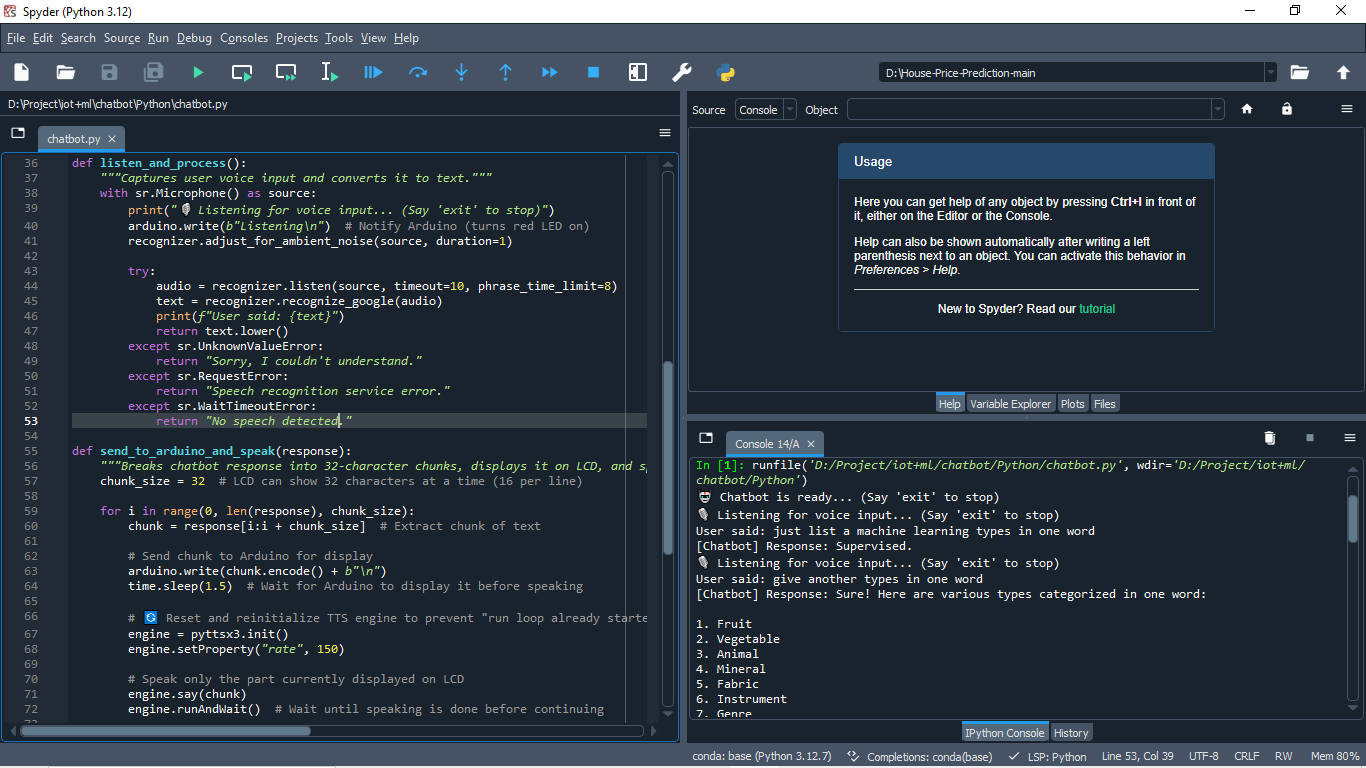 Spyder (Python 3.12)
File Edit Search Source Run Debug Consoles Projects Tools View Help
D:\House-Price-Prediction-main
D:\Project\iot+ml\chatbot\Python\chatbot.py
chatbot.py
36 def listen_and_process():
37 """Captures user voice input and converts it to text."""
38 with sr.Microphone() as source:
39 print("🎙 Listening for voice input... (Say 'exit' to stop)")
40 arduino.write(b"Listening\n") # Notify Arduino (turns red LED on)
41 recognizer.adjust_for_ambient_noise(source, duration=1)
42
43 try:
44 audio = recognizer.listen(source, timeout=10, phrase_time_limit=8)
45 text = recognizer.recognize_google(audio)
46 print(f"User said: {text}")
47 return text.lower()
48 except sr.UnknownValueError:
49 return "Sorry, I couldn't understand."
50 except sr.RequestError:
51 return "Speech recognition service error."
52 except sr.WaitTimeoutError:
53 return "No speech detected."
54
55 def send_to_arduino_and_speak(response):
56 """Breaks chatbot response into 32-character chunks, displays it on LCD, and s
57 chunk_size = 32 # LCD can show 32 characters at a time (16 per line)
58
59 for i in range(0, len(response), chunk_size):
60 chunk = response[i:i + chunk_size] # Extract chunk of text
61
62 # Send chunk to Arduino for display
63 arduino.write(chunk.encode() + b"\n")
64 time.sleep(1.5) # Wait for Arduino to display it before speaking
65
66 # 🔄 Reset and reinitialize TTS engine to prevent "run loop already starte
67 engine = pyttsx3.init()
68 engine.setProperty("rate", 150)
69
70 # Speak only the part currently displayed on LCD
71 engine.say(chunk)
72 engine.runAndWait() # Wait until speaking is done before continuing
Source Console Object
Usage
Here you can get help of any object by pressing Ctrl+I in front of
it, either on the Editor or the Console.
Help can also be shown automatically after writing a left
parenthesis next to an object. You can activate this behavior in
Preferences > Help.
New to Spyder? Read our tutorial
Help Variable Explorer Plots Files
Console 14/A
In [1]: runfile('D:/Project/iot+ml/chatbot/Python/chatbot.py', wdir='D:/Project/iot+ml/
chatbot/Python')
🤖 Chatbot is ready... (Say 'exit' to stop)
🎙 Listening for voice input... (Say 'exit' to stop)
User said: just list a machine learning types in one word
[Chatbot] Response: Supervised.
🎙 Listening for voice input... (Say 'exit' to stop)
User said: give another types in one word
[Chatbot] Response: Sure! Here are various types categorized in one word:
1. Fruit
2. Vegetable
3. Animal
4. Mineral
5. Fabric
6. Instrument
7. Genre
IPython Console History
conda: base (Python 3.12.7) Completions: conda(base) LSP: Python Line 53, Col 39 UTF-8 CRLF RW Mem 80%